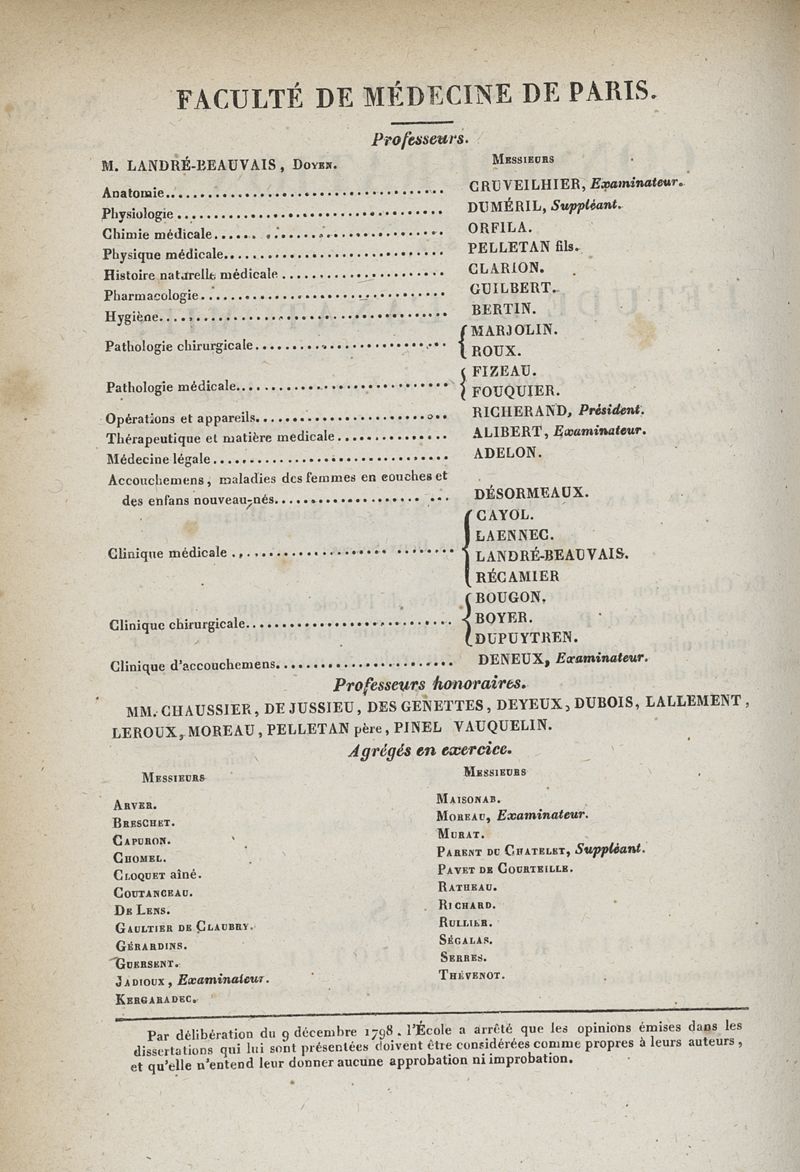 FACULTÉ DE MÉDECINE DE PARIS.
Professeurs.
M. LANDRÉ-BEAUVAIS, DOYEN. MESSIEURS
Anatomie........ CRUVEILHIER, Examinateur.
Physiologie........ DUMÉRIL, Suppléant.
Chimie médicale........ ORFILA.
Physique médicale........ PELLETAN fils.
Histoire naturelle médicale........ CLARION.
Pharmacologie........ GUILBERT.
Hygiène........ BERTIN.
Pathologie chirurgicale........ { MARJOLIN.
ROUX.
Pathologie médicale........ { FIZEAU.
FOUQUIER.
Opérations et appareils........ RICHERAND, Président.
Thérapeutique et matière medicale........ ALIBERT, Examinateur.
Médecine légale........ ADELON.
Accouchemens, maladies des femmes en couches et
des enfans nouveau-nés........ DÉSORMEAUX.
Clinique médicale........ { CAYOL.
LAENNEC.
LANDRÉ-BEAUVAIS.
RÉCAMIER
Clinique chirurgicale........ { BOUGON.
BOYER.
DUPUYTREN.
Clinique d'accouchemens........ DENEUX, Examinateur.
Professeurs honoraires.
MM. CHAUSSIER, DE JUSSIEU, DES GENETTES, DEYEUX, DUBOIS, LALLEMENT,
LEROUX, MOREAU, PELLETAN père, PINEL VAUQUELIN.
Agrégés en exercice.
MESSIEURS
ARVER.
BRESCHET.
CAPURON.
CHOMEL.
CLOQUET aîné.
COUTANCEAU.
DE LENS.
GAULTIER DE CLAUBRY.
GÉRARDINS.
GUERSENT.
JADIOUX, Examinateur.
KERGARADEC.
MESSIEURS
MAISONAB.
MOREAU, Examinateur.
MURAT.
PARENT DU CHATELET, Suppléant.
PAVET DE COURTEILLE.
RATHEAU.
RICHARD.
RULLIER.
SÉGALAS.
SERRES.
THÉVENOT.
Par délibération du 9 décembre 1798. l'École a arrêté que les opinions émises dans les
dissertations qui lui sont présentées doivent être considérées comme propres à leurs auteurs,
et qu'elle n'entend leur donner aucune approbation ni improbation.